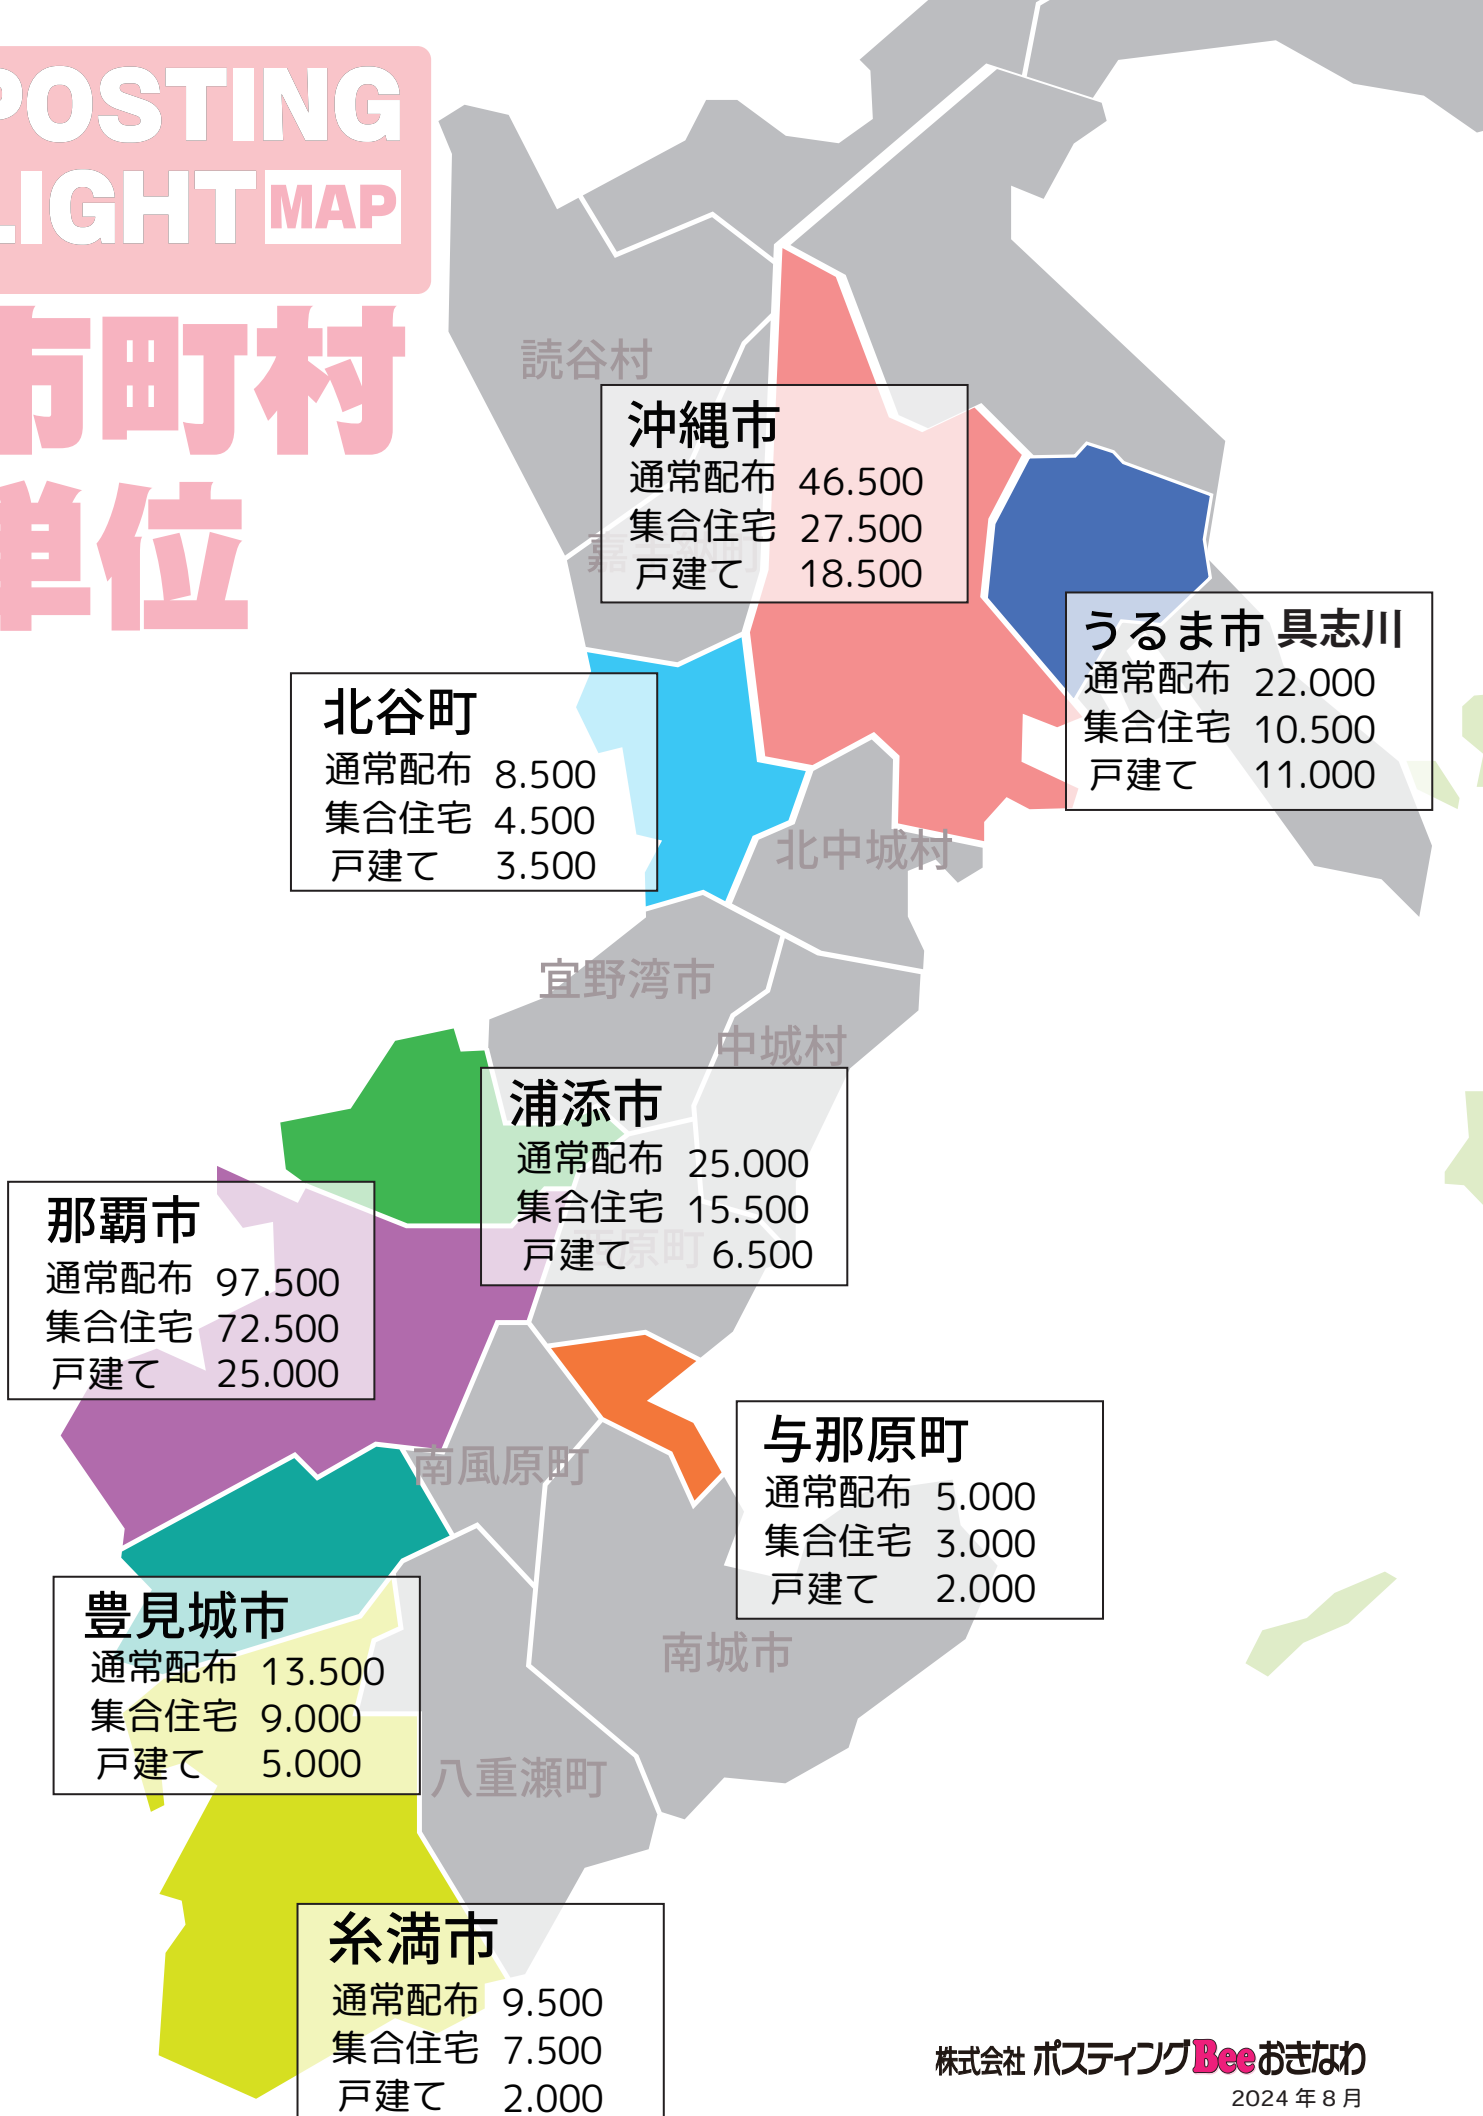 POSTING
LIGHT MAP
市町村
単位
読谷村
沖縄市
通常配布 46.500
集合住宅 27.500
戸建て 18.500
嘉手納町
うるま市 具志川
通常配布 22.000
集合住宅 10.500
戸建て 11.000
北谷町
通常配布 8.500
集合住宅 4.500
戸建て 3.500
北中城村
宜野湾市
中城村
浦添市
通常配布 25.000
集合住宅 15.500
戸建て 6.500
西原町
那覇市
通常配布 97.500
集合住宅 72.500
戸建て 25.000
与那原町
通常配布 5.000
集合住宅 3.000
戸建て 2.000
南風原町
豊見城市
通常配布 13.500
集合住宅 9.000
戸建て 5.000
南城市
八重瀬町
糸満市
通常配布 9.500
集合住宅 7.500
戸建て 2.000
株式会社 ポスティングBeeおきなわ
2024 年 8 月